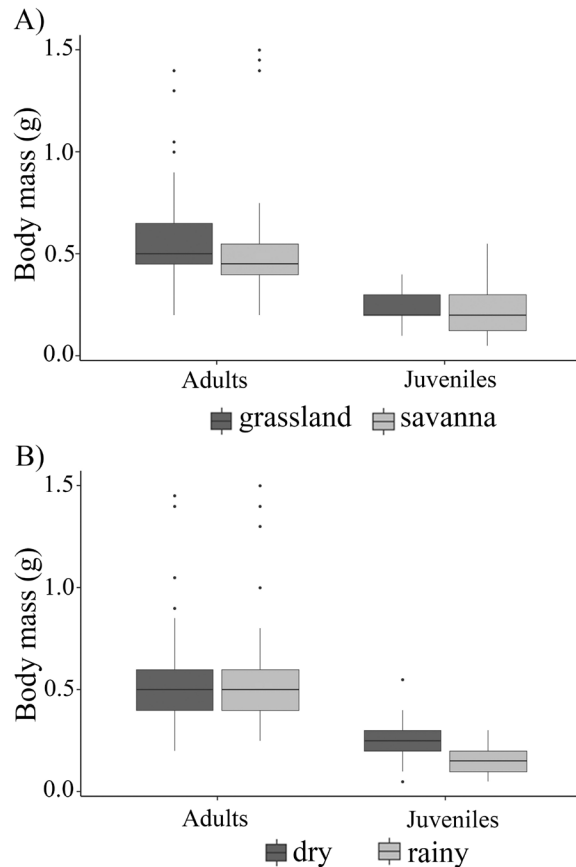 A)
1.5
1.0
0.5
0.0
Body mass (g)
Adults Juveniles
grassland savanna
B)
1.5
1.0
0.5
0.0
Body mass (g)
Adults Juveniles
dry rainy